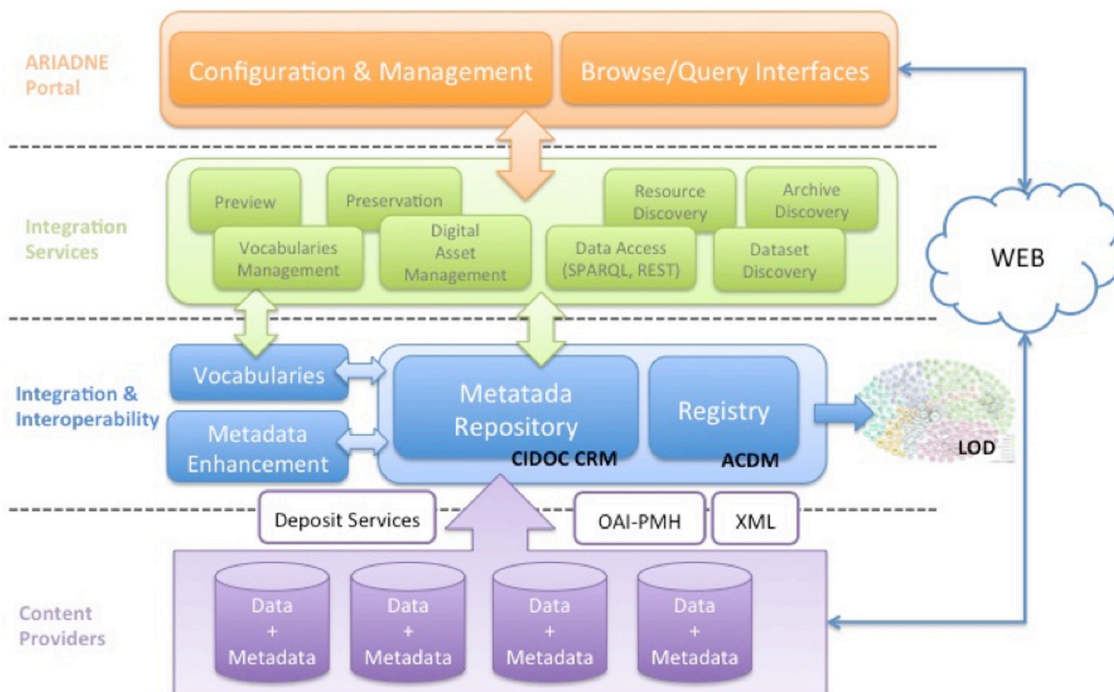 ARIADNE
Portal
Configuration & Management
Browse/Query Interfaces
Integration
Services
Preview
Preservation
Resource
Discovery
Archive
Discovery
Vocabularies
Management
Digital
Asset
Management
Data Access
(SPARQL, REST)
Dataset
Discovery
WEB
Integration &
Interoperability
Vocabularies
Metadata
Enhancement
Metatada
Repository
CIDOC CRM
Registry
ACDM
LOD
Deposit Services
OAI-PMH
XML
Content
Providers
Data
+
Metadata
Data
+
Metadata
Data
+
Metadata
Data
+
Metadata